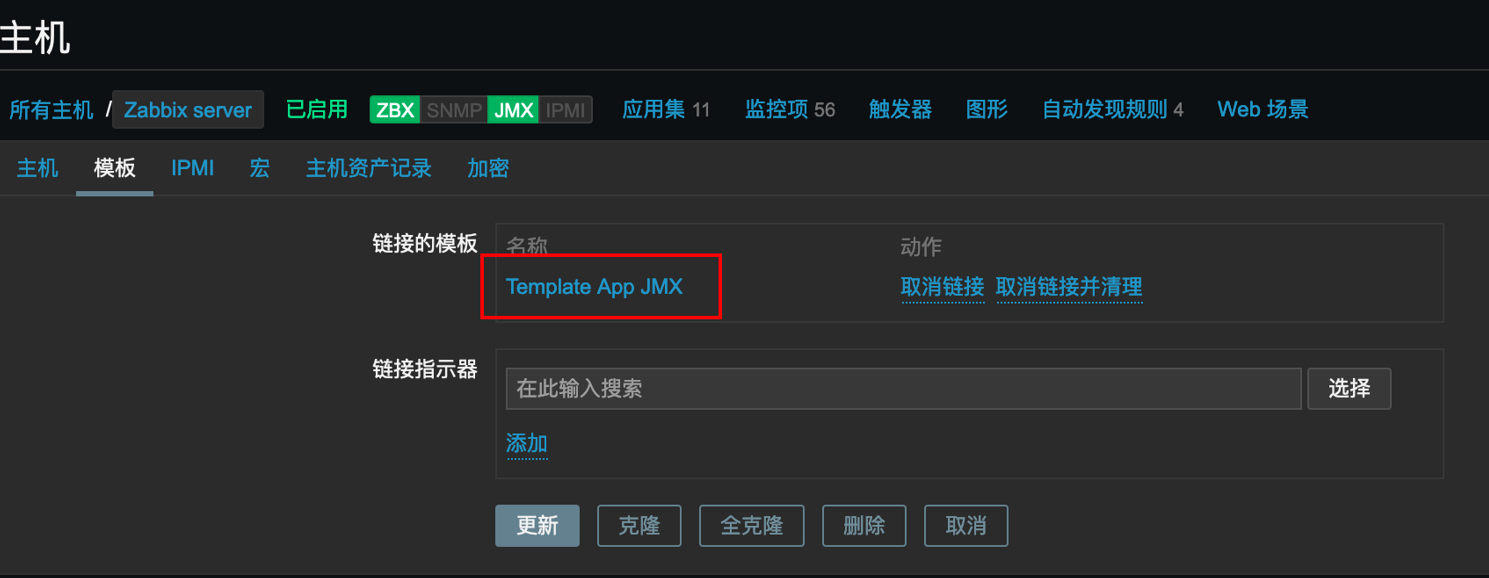 主机
所有主机 / Zabbix server 已启用 ZBX SNMP JMX IPMI 应用集 11 监控项 56 触发器 图形 自动发现规则 4 Web 场景
主机 模板 IPMI 宏 主机资产记录 加密
链接的模板 名称 动作
Template App JMX 取消链接 取消链接并清理
链接指示器
在此输入搜索 选择
添加
更新 克隆 全克隆 删除 取消